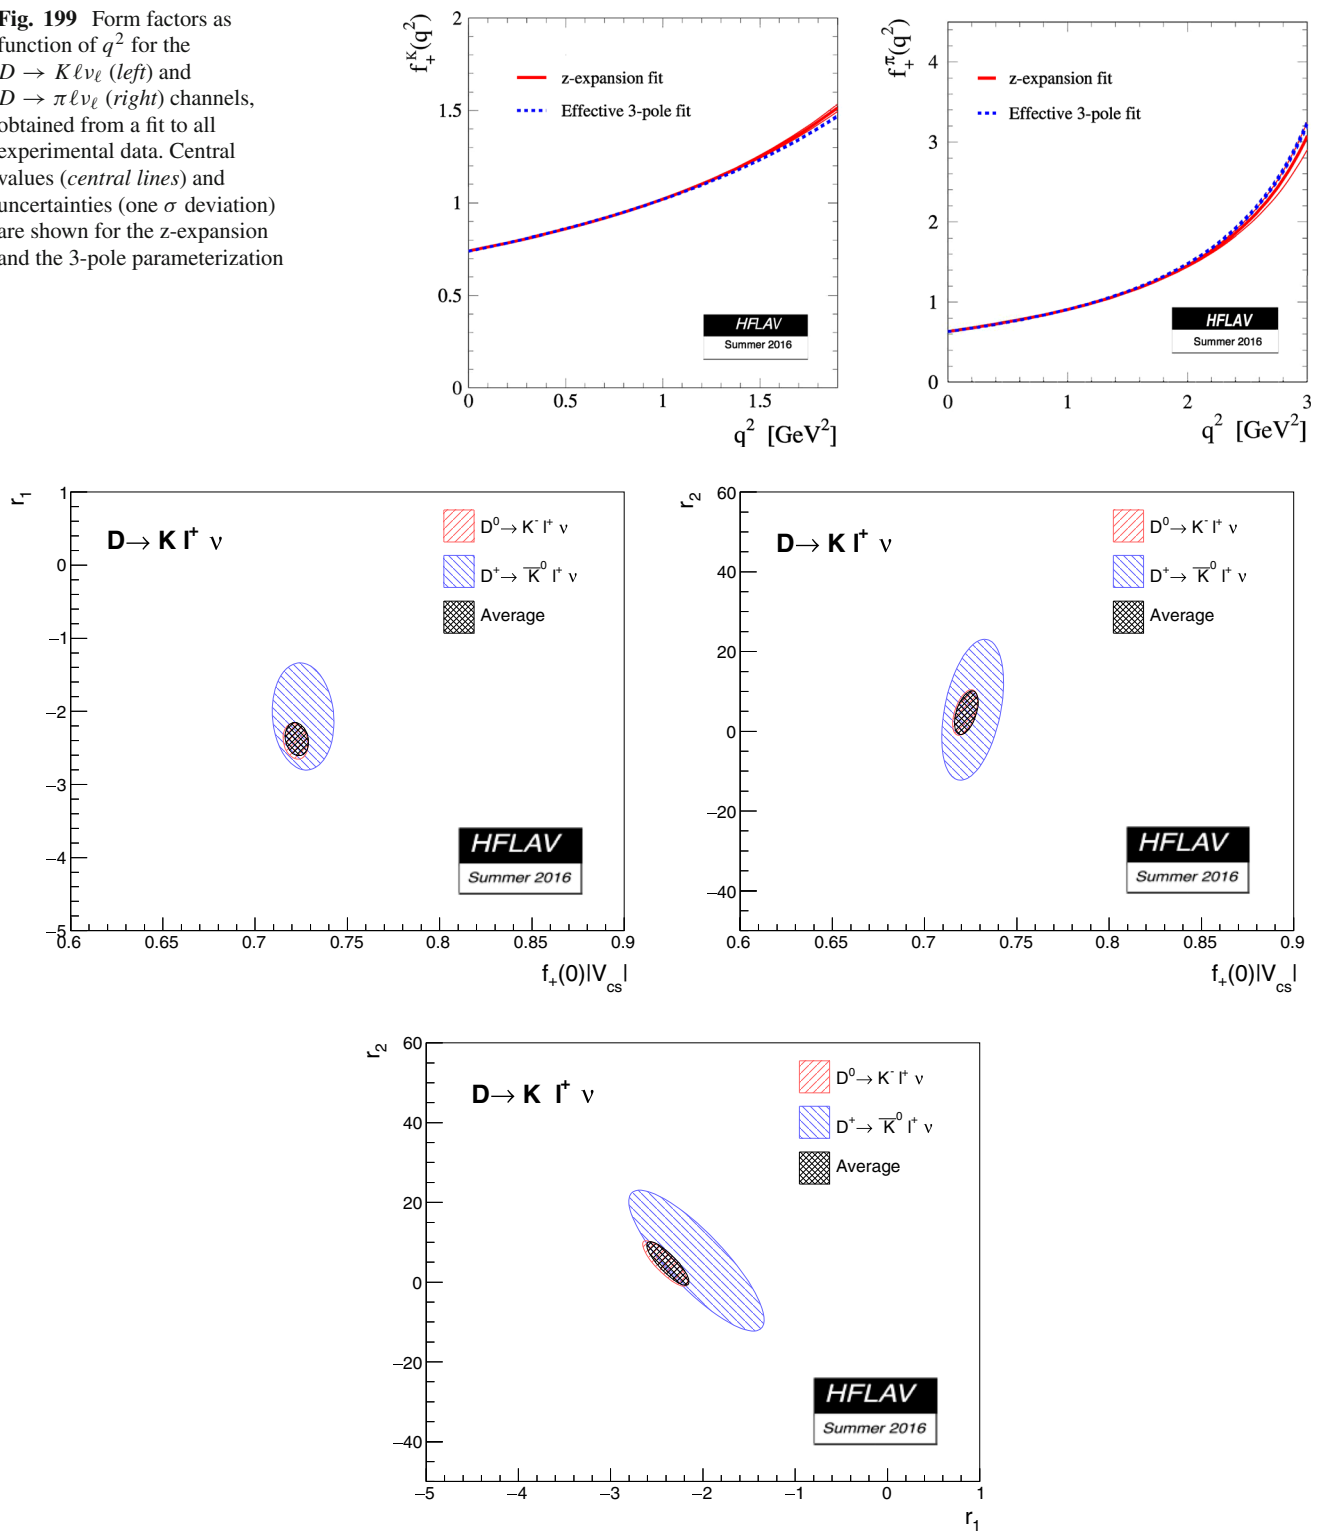 Fig. 199 Form factors as
function of q² for the
D → Kℓνℓ (left) and
D → πℓνℓ (right) channels,
obtained from a fit to all
experimental data. Central
values (central lines) and
uncertainties (one σ deviation)
are shown for the z-expansion
and the 3-pole parameterization
f₊ᴷ(q²)
2
1.5
1
0.5
0
z-expansion fit
Effective 3-pole fit
HFLAV
Summer 2016
0 0.5 1 1.5
q² [GeV²]
f₊^π(q²)
4
3
2
1
0
z-expansion fit
Effective 3-pole fit
HFLAV
Summer 2016
0 1 2 3
q² [GeV²]
r₁
1
0
−1
−2
−3
−4
−5
D→ K l⁺ ν
D⁰→ K⁻ l⁺ ν
D⁺→ K̅⁰ l⁺ ν
Average
HFLAV
Summer 2016
0.6 0.65 0.7 0.75 0.8 0.85 0.9
f₊(0)|V_cs|
r₂
60
40
20
0
−20
−40
D→ K l⁺ ν
D⁰→ K⁻ l⁺ ν
D⁺→ K̅⁰ l⁺ ν
Average
HFLAV
Summer 2016
0.6 0.65 0.7 0.75 0.8 0.85 0.9
f₊(0)|V_cs|
r₂
60
40
20
0
−20
−40
D→ K l⁺ ν
D⁰→ K⁻ l⁺ ν
D⁺→ K̅⁰ l⁺ ν
Average
HFLAV
Summer 2016
−5 −4 −3 −2 −1 0 1
r₁